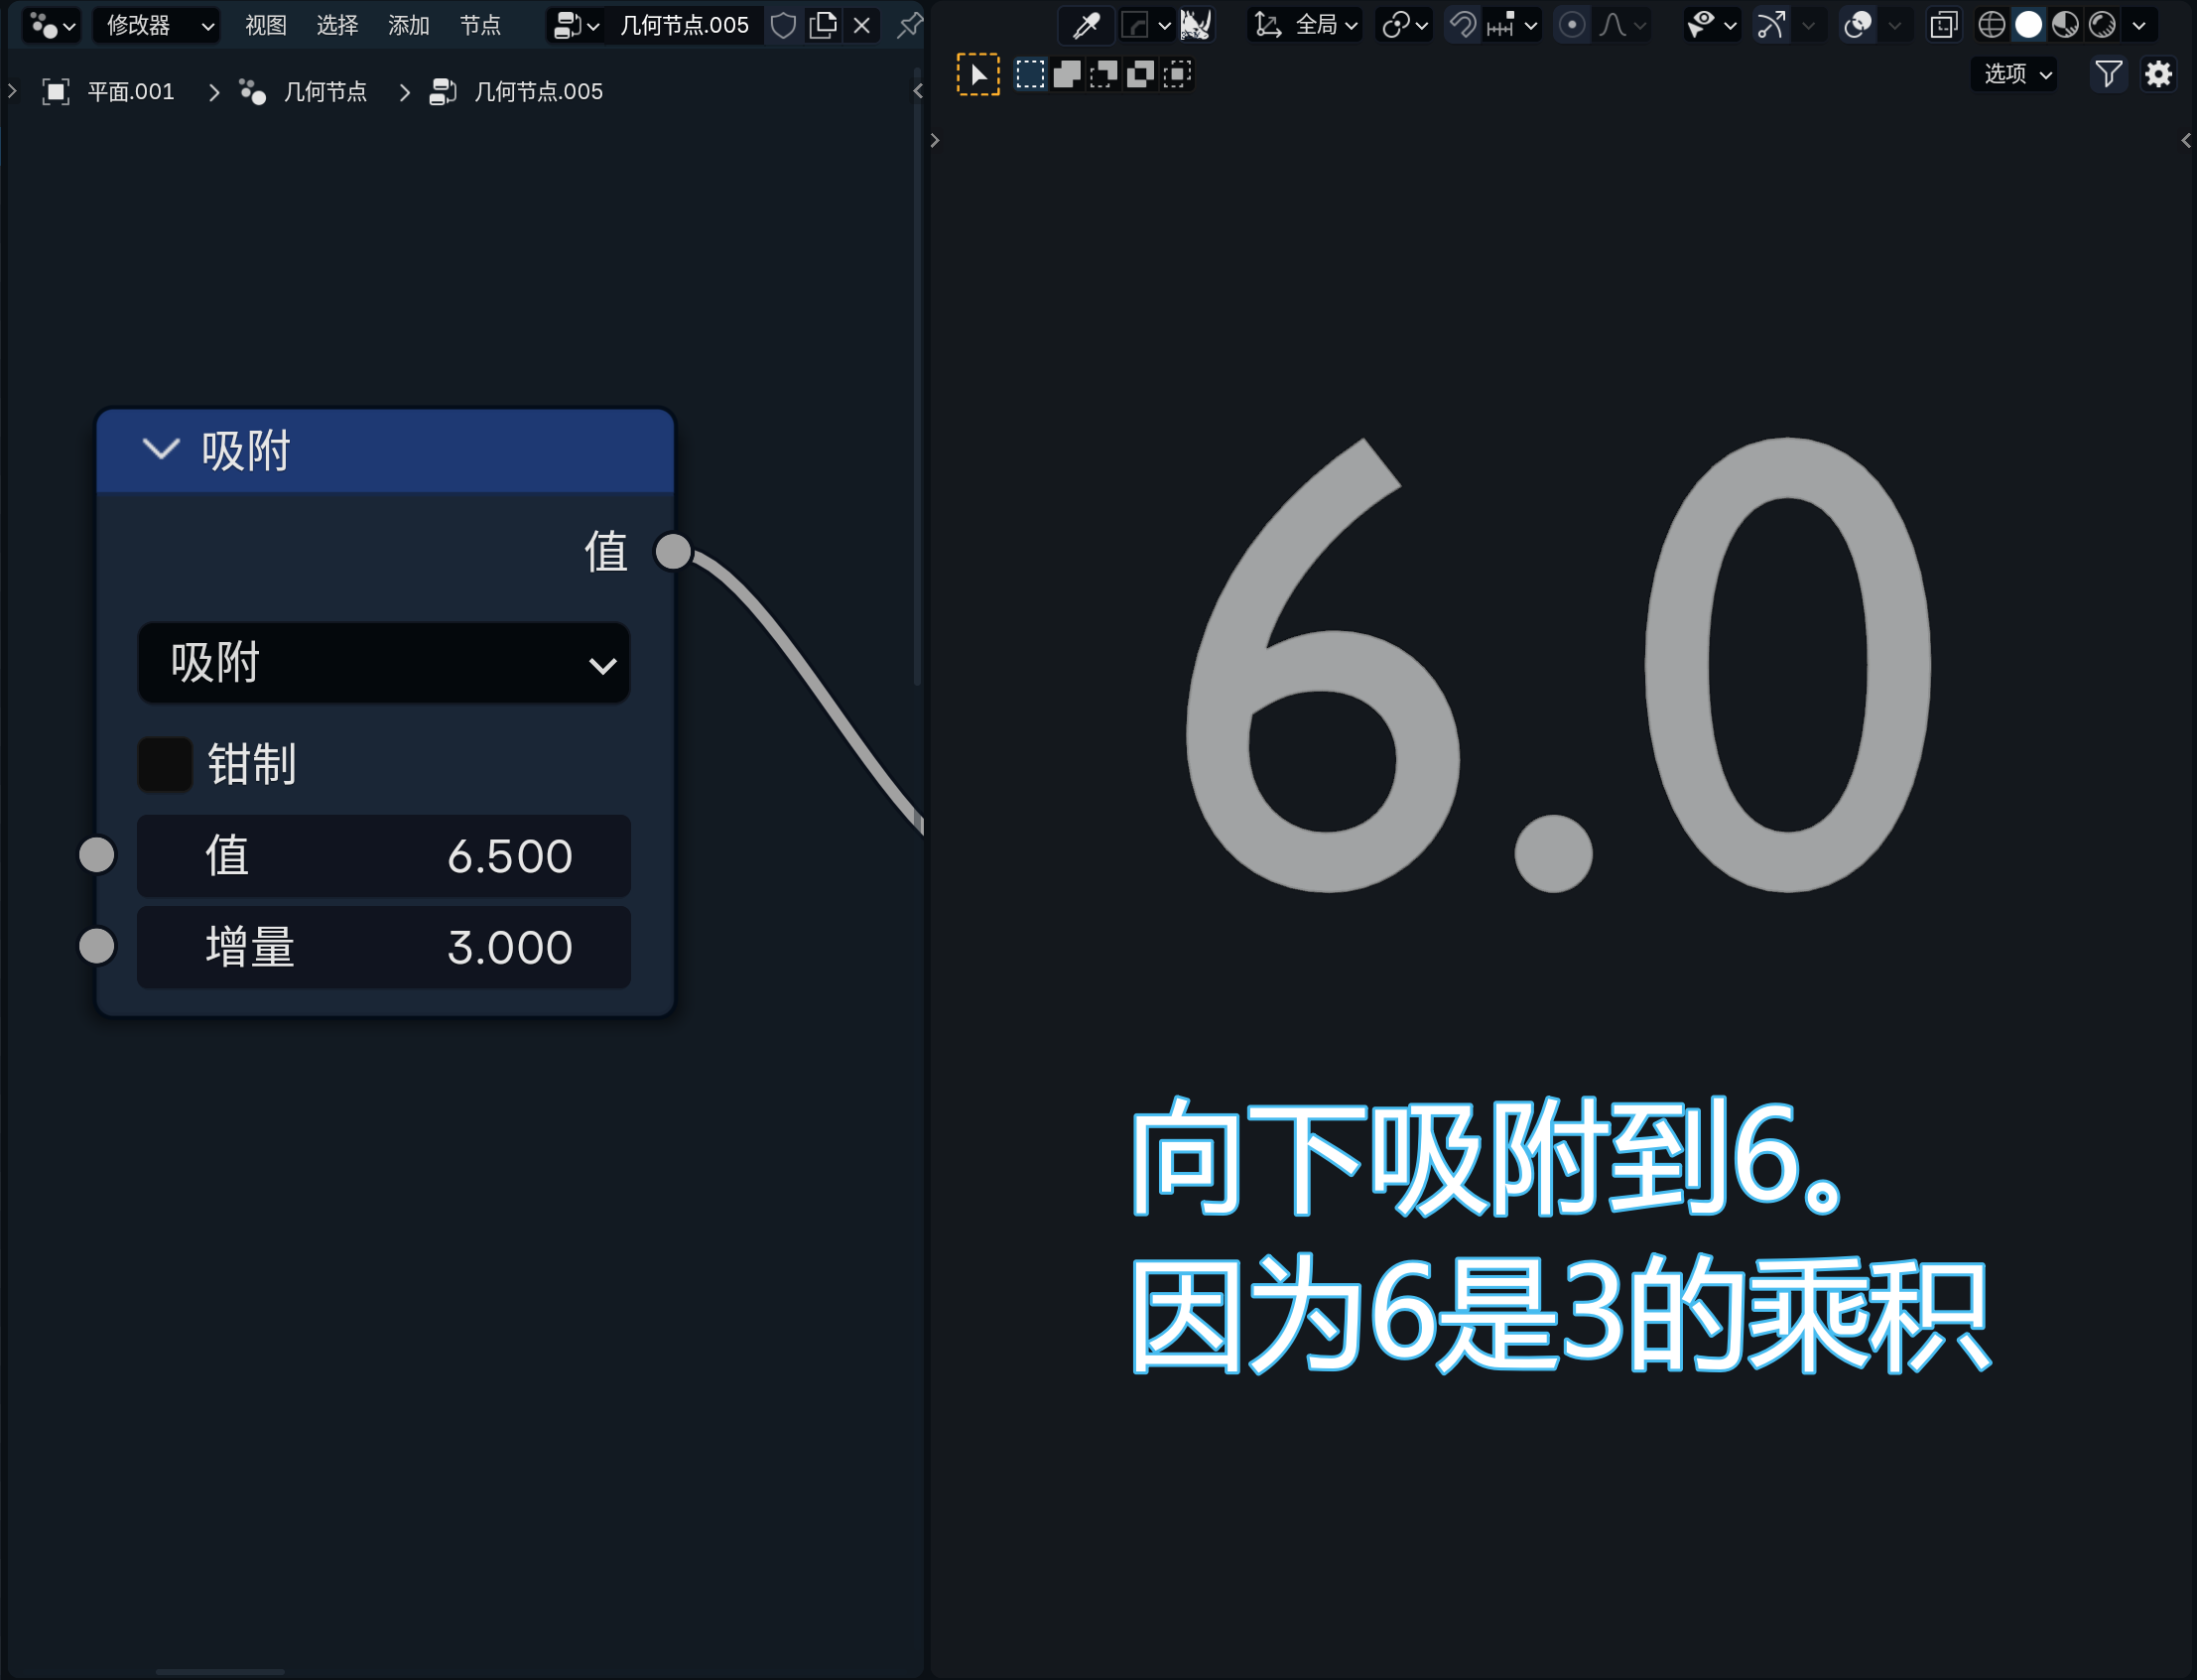 修改器 视图 选择 添加 节点 几何节点.005
平面.001 几何节点 几何节点.005
吸附
值
吸附
钳制
值 6.500
增量 3.000
全局
选项
6.0
向下吸附到6。
因为6是3的乘积